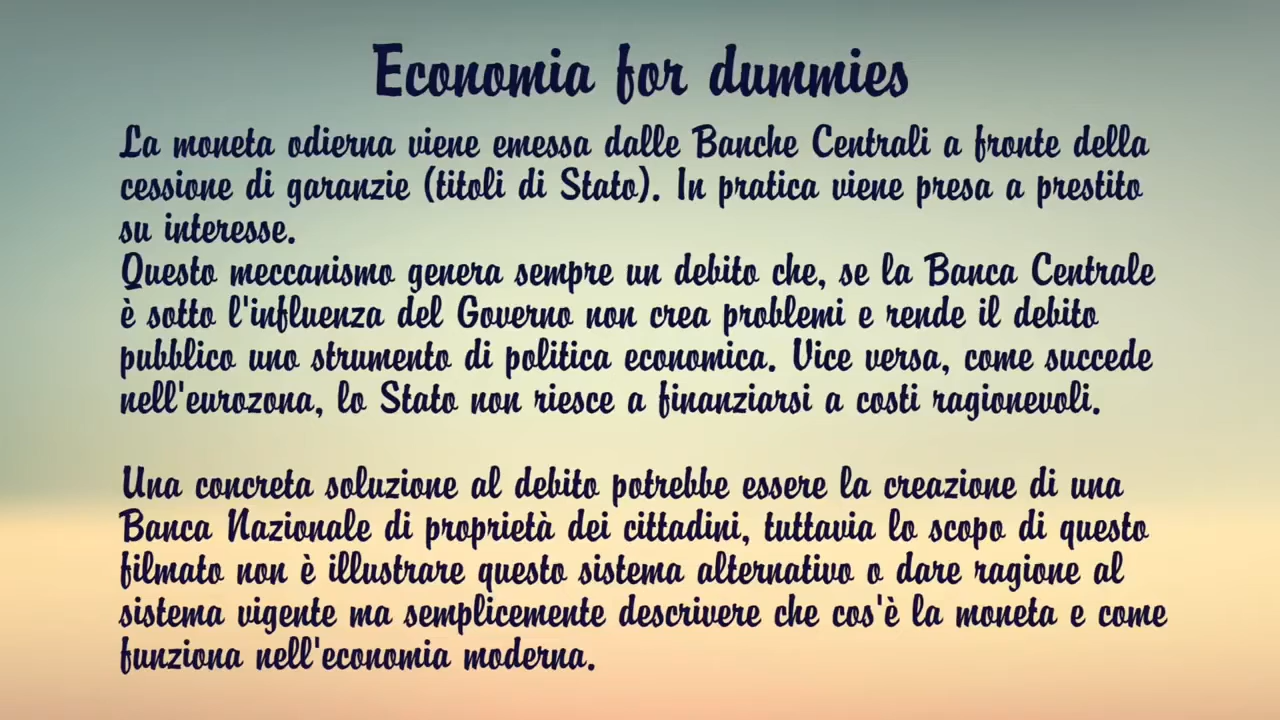 Economia for dummies
La moneta odierna viene emessa dalle Banche Centrali a fronte della
cessione di garanzie (titoli di Stato). In pratica viene presa a prestito
su interesse.
Questo meccanismo genera sempre un debito che, se la Banca Centrale
è sotto l'influenza del Governo non crea problemi e rende il debito
pubblico uno strumento di politica economica. Vice versa, come succede
nell'eurozona, lo Stato non riesce a finanziarsi a costi ragionevoli.
Una concreta soluzione al debito potrebbe essere la creazione di una
Banca Nazionale di proprietà dei cittadini, tuttavia lo scopo di questo
filmato non è illustrare questo sistema alternativo o dare ragione al
sistema vigente ma semplicemente descrivere che cos'è la moneta e come
funziona nell'economia moderna.